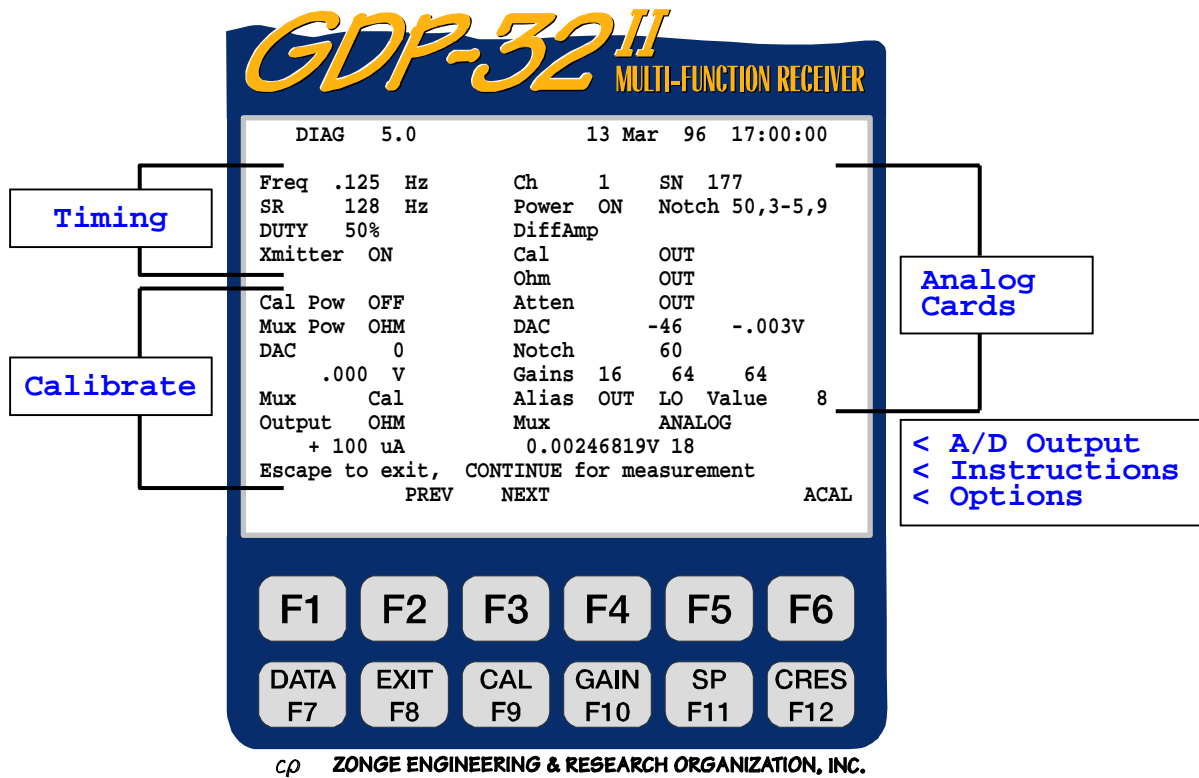 GDP-32 II
MULTI-FUNCTION RECEIVER
DIAG 5.0 13 Mar 96 17:00:00
Freq .125 Hz Ch 1 SN 177
SR 128 Hz Power ON Notch 50,3-5,9
DUTY 50% DiffAmp
Xmitter ON Cal OUT
Ohm OUT
Cal Pow OFF Atten OUT
Mux Pow OHM DAC -46 -.003V
DAC 0 Notch 60
.000 V Gains 16 64 64
Mux Cal Alias OUT LO Value 8
Output OHM Mux ANALOG
+ 100 uA 0.00246819V 18
Escape to exit, CONTINUE for measurement
PREV NEXT ACAL
Timing
Calibrate
Analog
Cards
< A/D Output
< Instructions
< Options
F1 F2 F3 F4 F5 F6
DATA EXIT CAL GAIN SP CRES
F7 F8 F9 F10 F11 F12
cp ZONGE ENGINEERING & RESEARCH ORGANIZATION, INC.